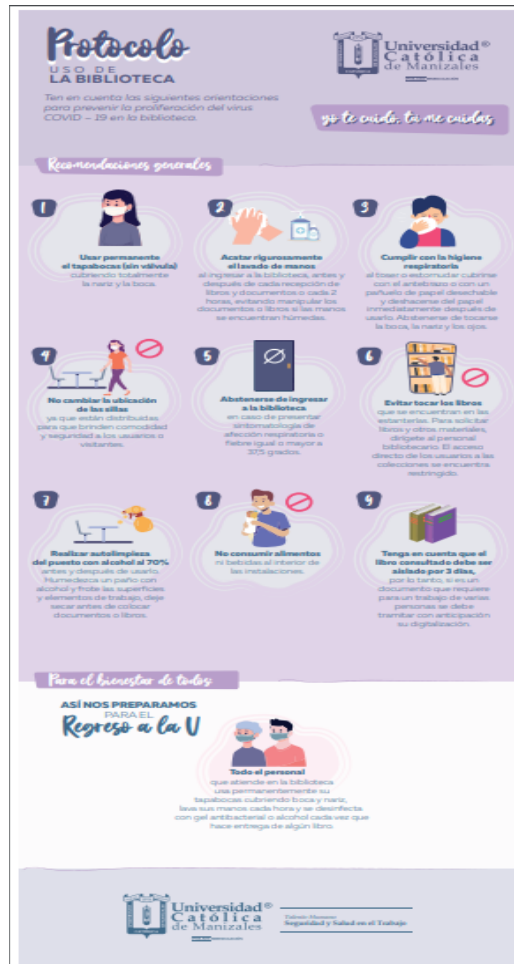 Protocolo
USO DE
LA BIBLIOTECA
Ten en cuenta las siguientes orientaciones
para prevenir la proliferación del virus
COVID – 19 en la biblioteca.
Universidad®
Católica
de Manizales
yo te cuido, tú me cuidas
Recomendaciones generales
1
Usar permanente
el tapabocas (sin válvula)
cubriendo totalmente
la nariz y la boca.
2
Acatar rigurosamente
el lavado de manos
al ingresar a la biblioteca, antes y
después de cada recepción de
libros y documentos o cada 2
horas, evitando manipular los
documentos o libros si las manos
se encuentran húmedas.
3
Cumplir con la higiene
respiratoria
al toser o estornudar cubrirse
con el antebrazo o con un
pañuelo de papel desechable
y deshacerse del papel
inmediatamente después de
usarlo. Abstenerse de tocarse
la boca, la nariz y los ojos.
4
No cambiar la ubicación
de las sillas
ya que están distribuidas
para que brinden comodidad
y seguridad a los usuarios o
visitantes.
5
Abstenerse de ingresar
a la biblioteca
en caso de presentar
sintomatología de
afección respiratoria o
fiebre igual o mayor a
37,5 grados.
6
Evitar tocar los libros
que se encuentran en las
estanterías. Para solicitar
libros y otros materiales,
dirígete al personal
bibliotecario. El acceso
directo de los usuarios a las
colecciones se encuentra
restringido.
7
Realizar autolimpieza
del puesto con alcohol al 70%
antes y después de usarlo.
Humedezca un paño con
alcohol y frote las superficies
y elementos de trabajo, deje
secar antes de colocar
documentos o libros.
8
No consumir alimentos
ni bebidas al interior de
las instalaciones.
9
Tenga en cuenta que el
libro consultado debe ser
aislado por 3 días,
por lo tanto, si es un
documento que requiere
para un trabajo de varias
personas se debe
tramitar con anticipación
su digitalización.
Para el bienestar de todos
ASÍ NOS PREPARAMOS
PARA EL
Regreso a la U
Todo el personal
que atiende en la biblioteca
usa permanentemente su
tapabocas cubriendo boca y nariz,
lava sus manos cada hora y se desinfecta
con gel antibacterial o alcohol cada vez que
hace entrega de algún libro.
Universidad®
Católica
de Manizales
Talento Humano
Seguridad y Salud en el Trabajo